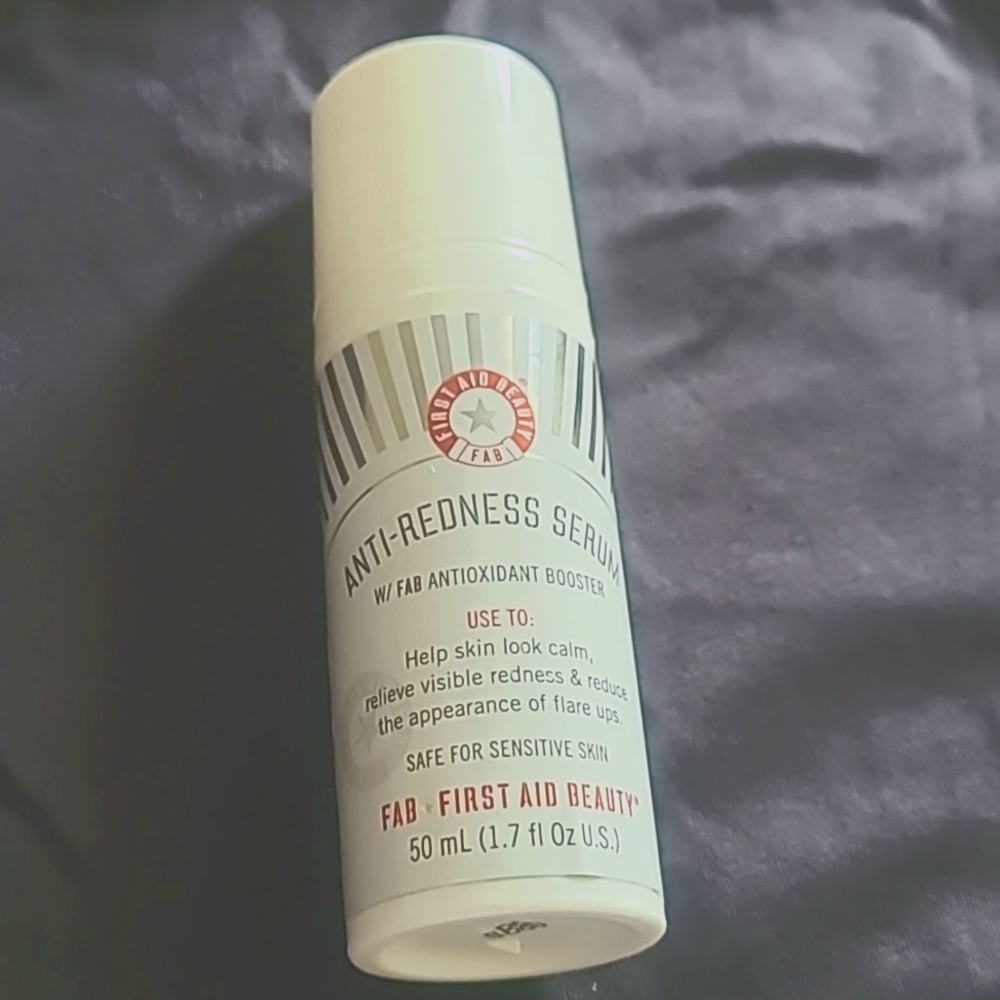 FIRST AID BEAUTY®
FAB
ANTI-REDNESS SERUM
W/ FAB ANTIOXIDANT BOOSTER
USE TO:
Help skin look calm,
relieve visible redness & reduce
the appearance of flare ups.
SAFE FOR SENSITIVE SKIN
FAB FIRST AID BEAUTY®
50 mL (1.7 fl Oz U.S.)